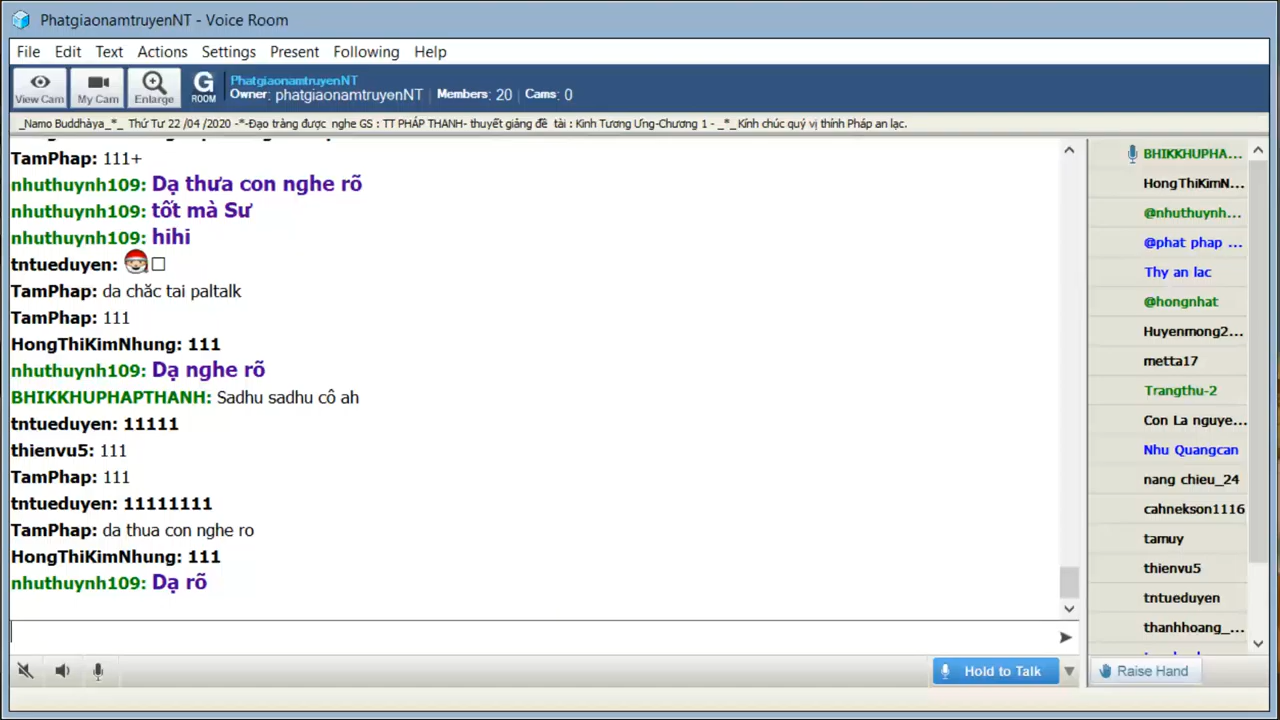 PhatgiaonamtruyenNT - Voice Room
File Edit Text Actions Settings Present Following Help
View Cam My Cam Enlarge G ROOM
PhatgiaonamtruyenNT
Owner: phatgiaonamtruyenNT Members: 20 Cams: 0
_Namo Buddhàya_*_ Thứ Tư 22 /04 /2020 -*-Đạo tràng được nghe GS : TT PHÁP THANH- thuyết giảng đề tài : Kinh Tương Ưng-Chương 1 - _*_ Kính chúc quý vị thính Pháp an lạc.
TamPhap: 111+
nhuthuynh109: Dạ thưa con nghe rõ
nhuthuynh109: tốt mà Sư
nhuthuynh109: hihi
tntueduyen:
TamPhap: da chăc tai paltalk
TamPhap: 111
HongThiKimNhung: 111
nhuthuynh109: Dạ nghe rõ
BHIKKHUPHAPTHANH: Sadhu sadhu cô ah
tntueduyen: 11111
thienvu5: 111
TamPhap: 111
tntueduyen: 11111111
TamPhap: da thua con nghe ro
HongThiKimNhung: 111
nhuthuynh109: Dạ rõ
BHIKKHUPHA...
HongThiKimN...
@nhuthuynh...
@phat phap ...
Thy an lac
@hongnhat
Huyenmong2...
metta17
Trangthu-2
Con La nguye...
Nhu Quangcan
nang chieu_24
cahnekson1116
tamuy
thienvu5
tntueduyen
thanhhoang_...
Hold to Talk
Raise Hand